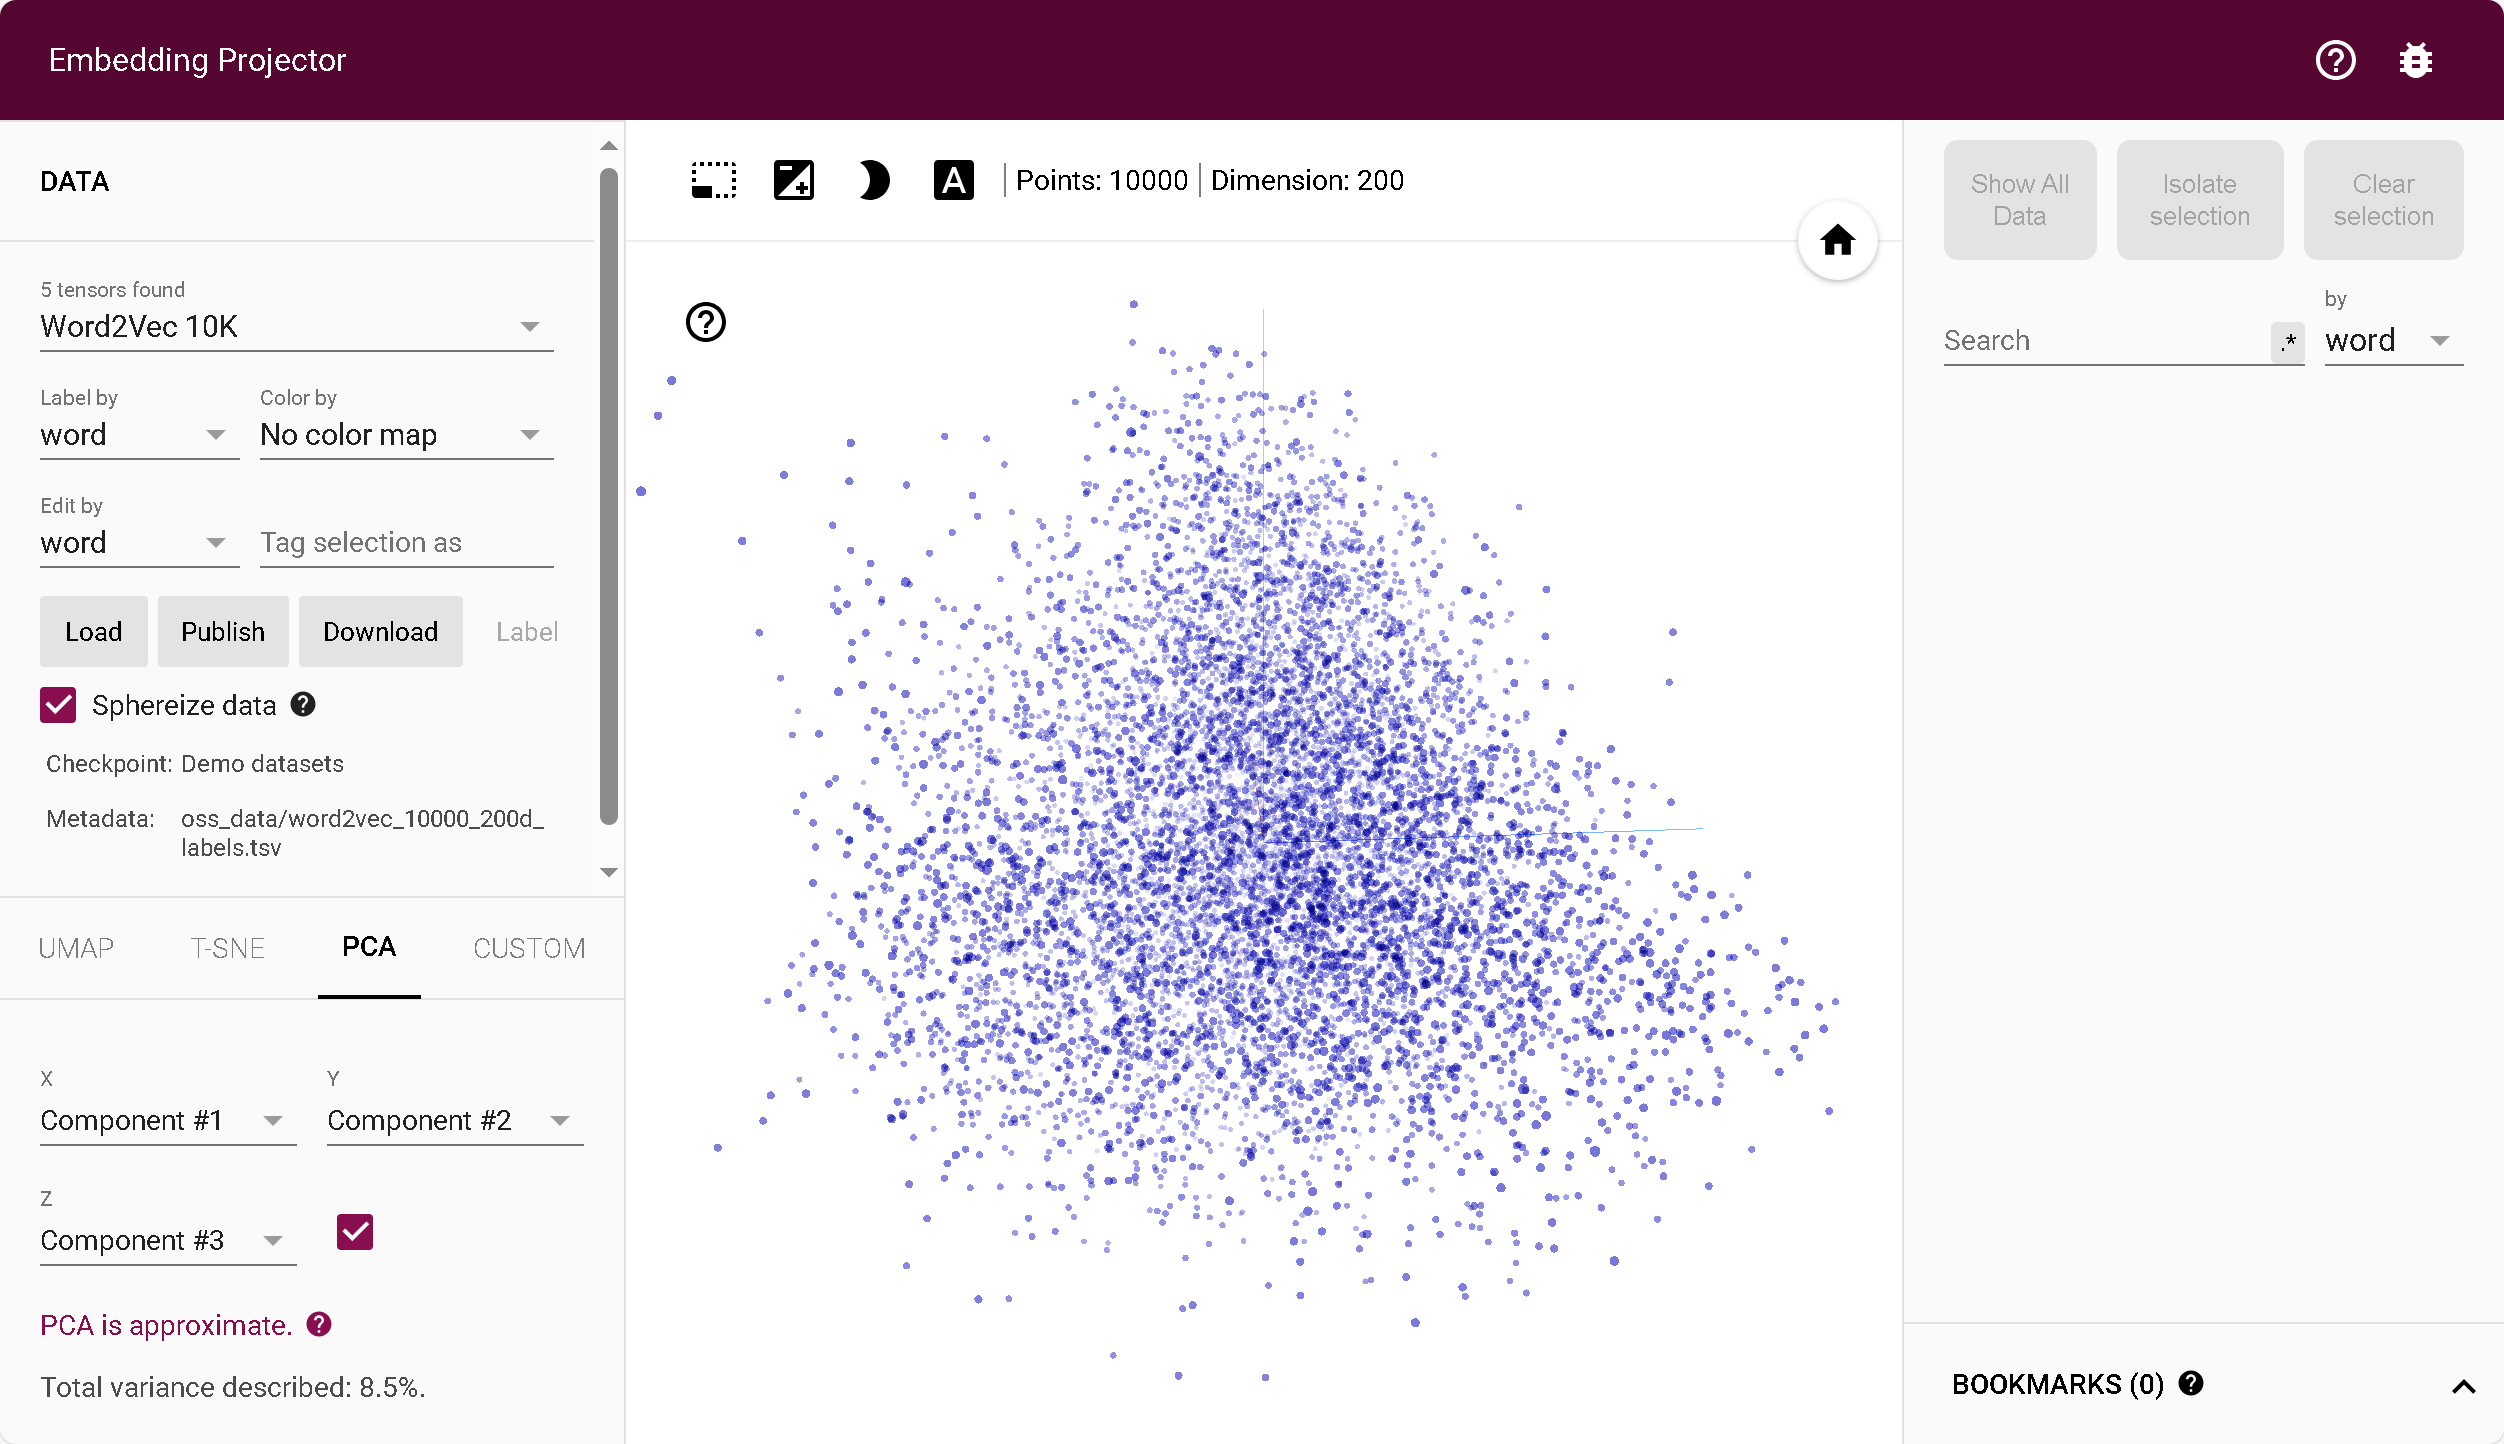 Embedding Projector
DATA
5 tensors found
Word2Vec 10K
Label by
word
Color by
No color map
Edit by
word
Tag selection as
Load
Publish
Download
Label
Sphereize data
Checkpoint: Demo datasets
Metadata: oss_data/word2vec_10000_200d_
labels.tsv
UMAP
T-SNE
PCA
CUSTOM
X
Component #1
Y
Component #2
Z
Component #3
PCA is approximate.
Total variance described: 8.5%.
A
Points: 10000
Dimension: 200
Show All
Data
Isolate
selection
Clear
selection
Search
.*
by
word
BOOKMARKS (0)